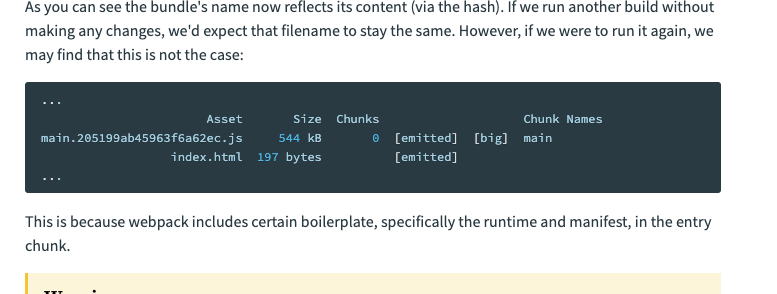 As you can see the bundle's name now reflects its content (via the hash). If we run another build without
making any changes, we'd expect that filename to stay the same. However, if we were to run it again, we
may find that this is not the case:
...
Asset Size Chunks Chunk Names
main.205199ab45963f6a62ec.js 544 kB 0 [emitted] [big] main
index.html 197 bytes [emitted]
...
This is because webpack includes certain boilerplate, specifically the runtime and manifest, in the entry
chunk.